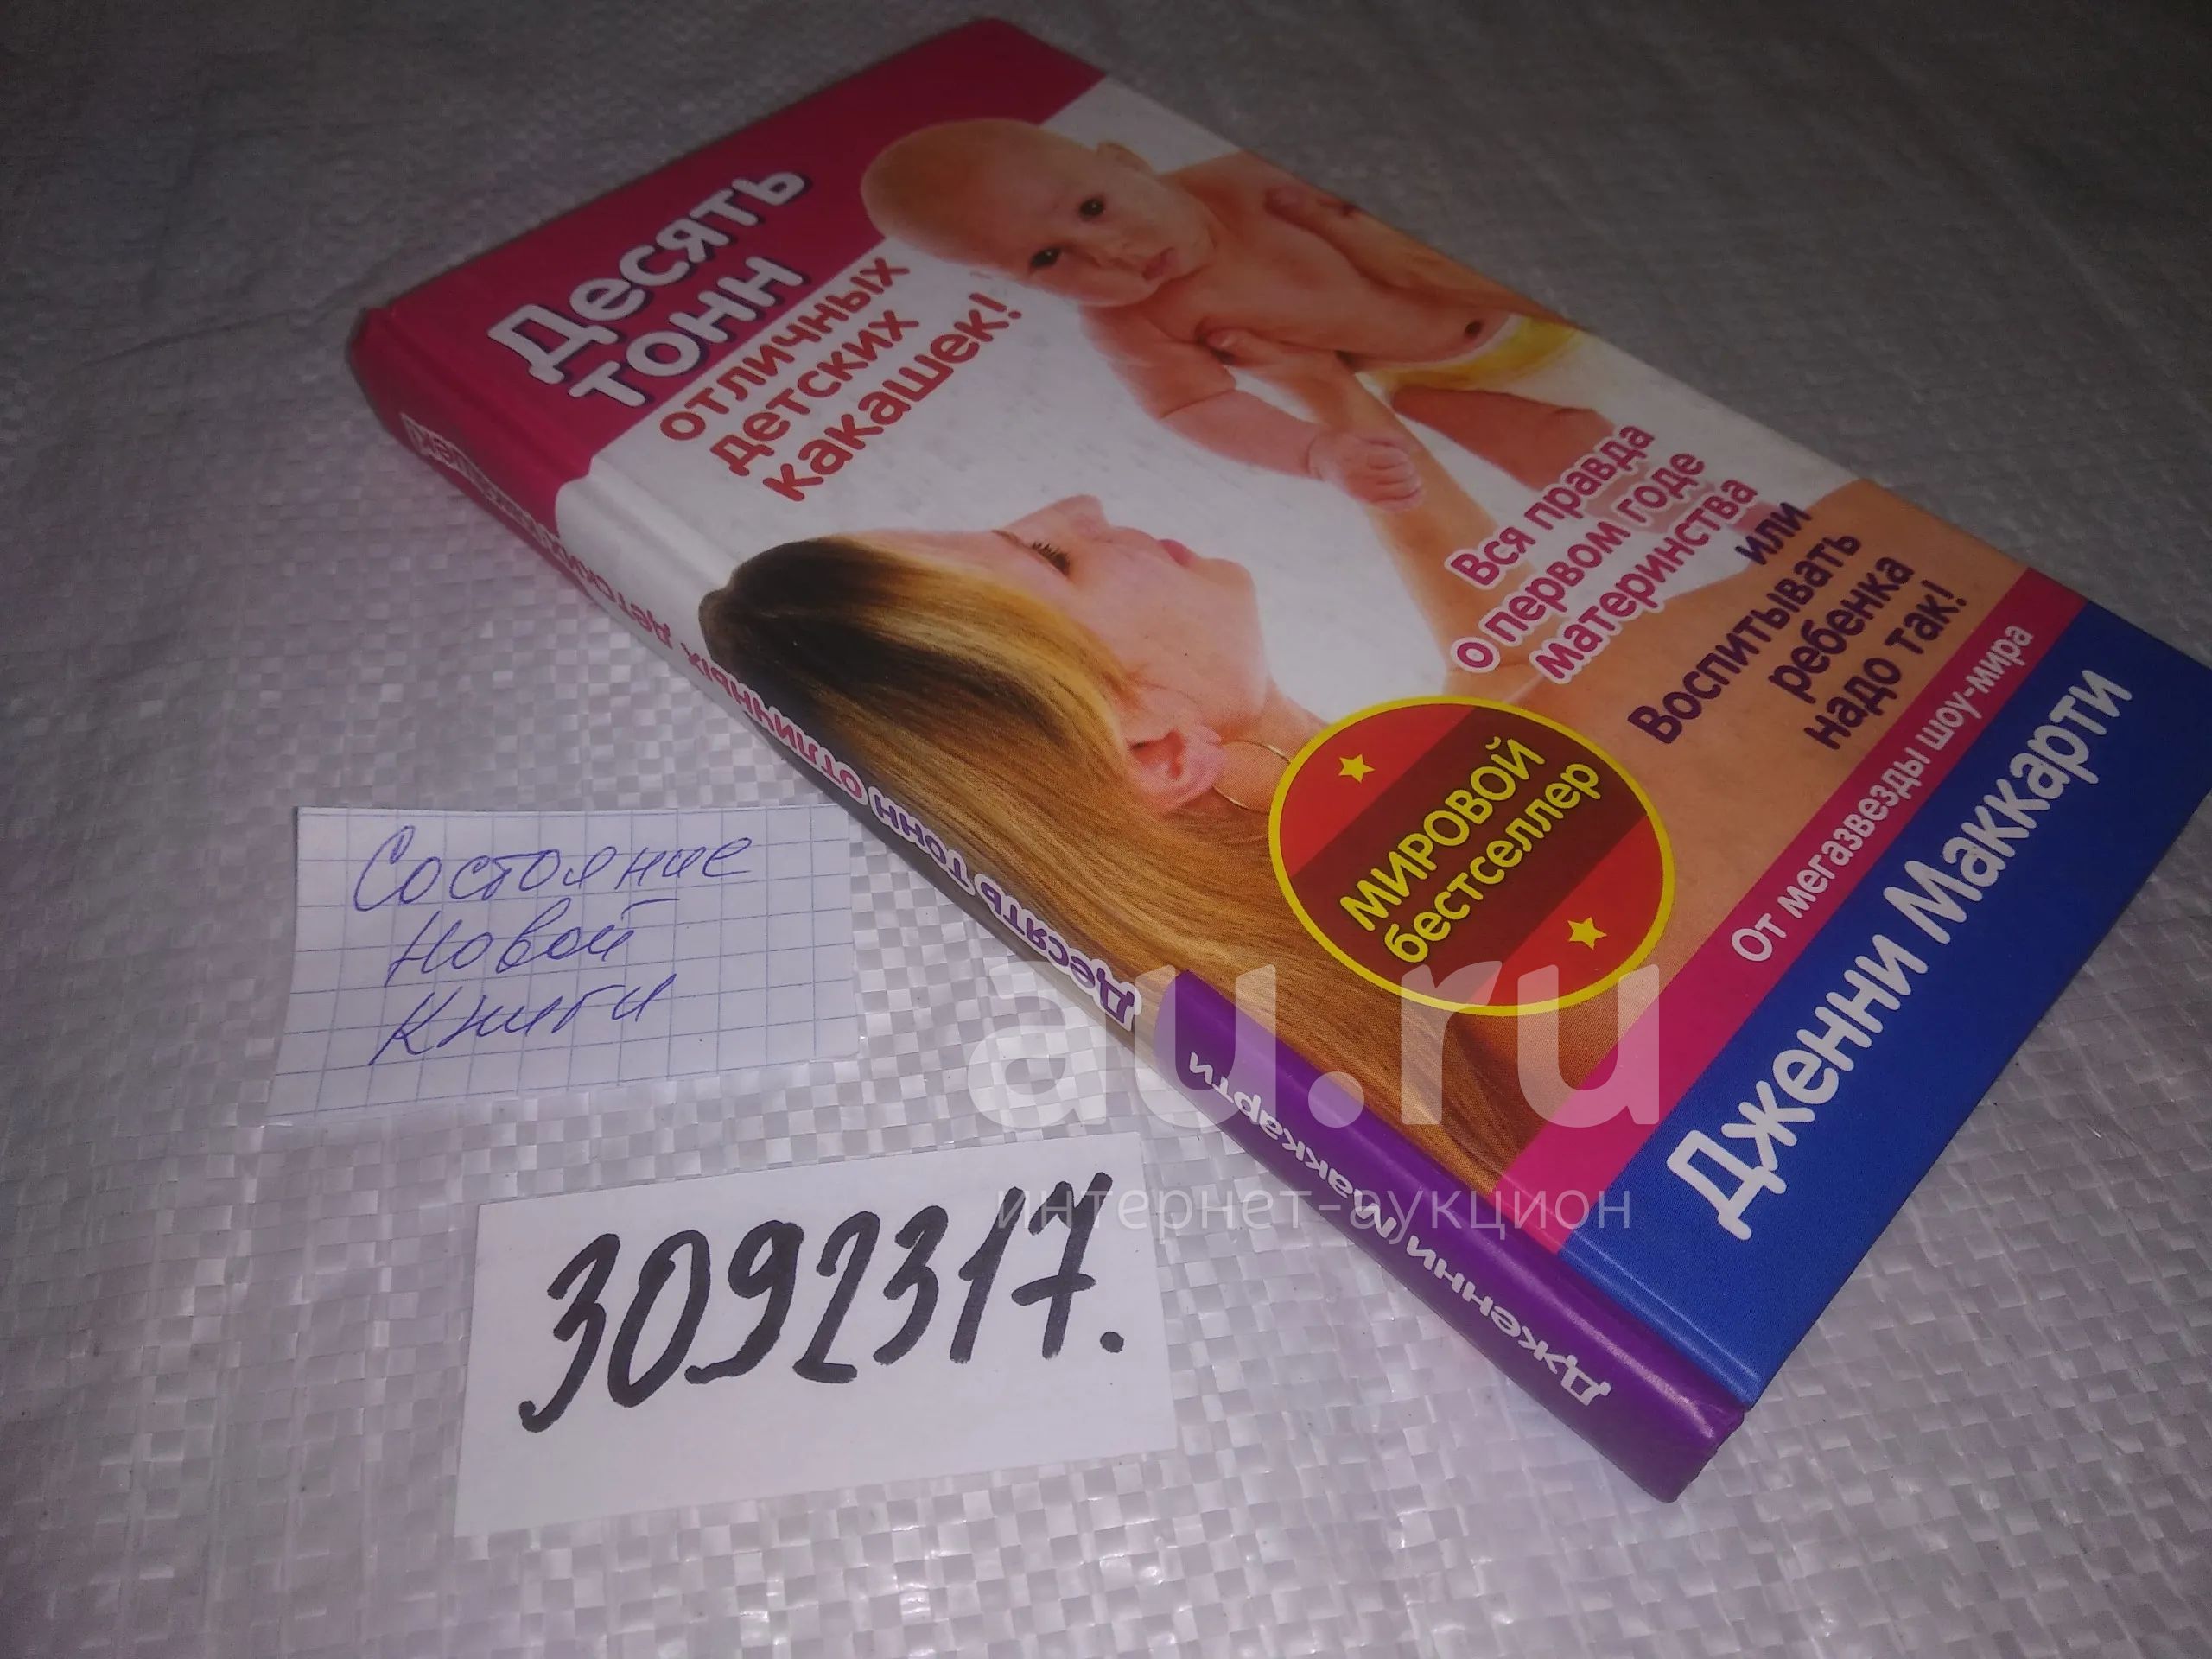 Десять
тонн
отличных
детских
какашек!
Вся правда
о первом годе
материнства
или
Воспитывать
ребенка
надо так!
МИРОВОЙ
бестселлер
От мегазвезды шоу-мира
Дженни Маккарти
Дженни Маккарти Десять тонн отличных детских какашек
Состояние
новой
книги
3092317.
au.ru
интернет-аукцион